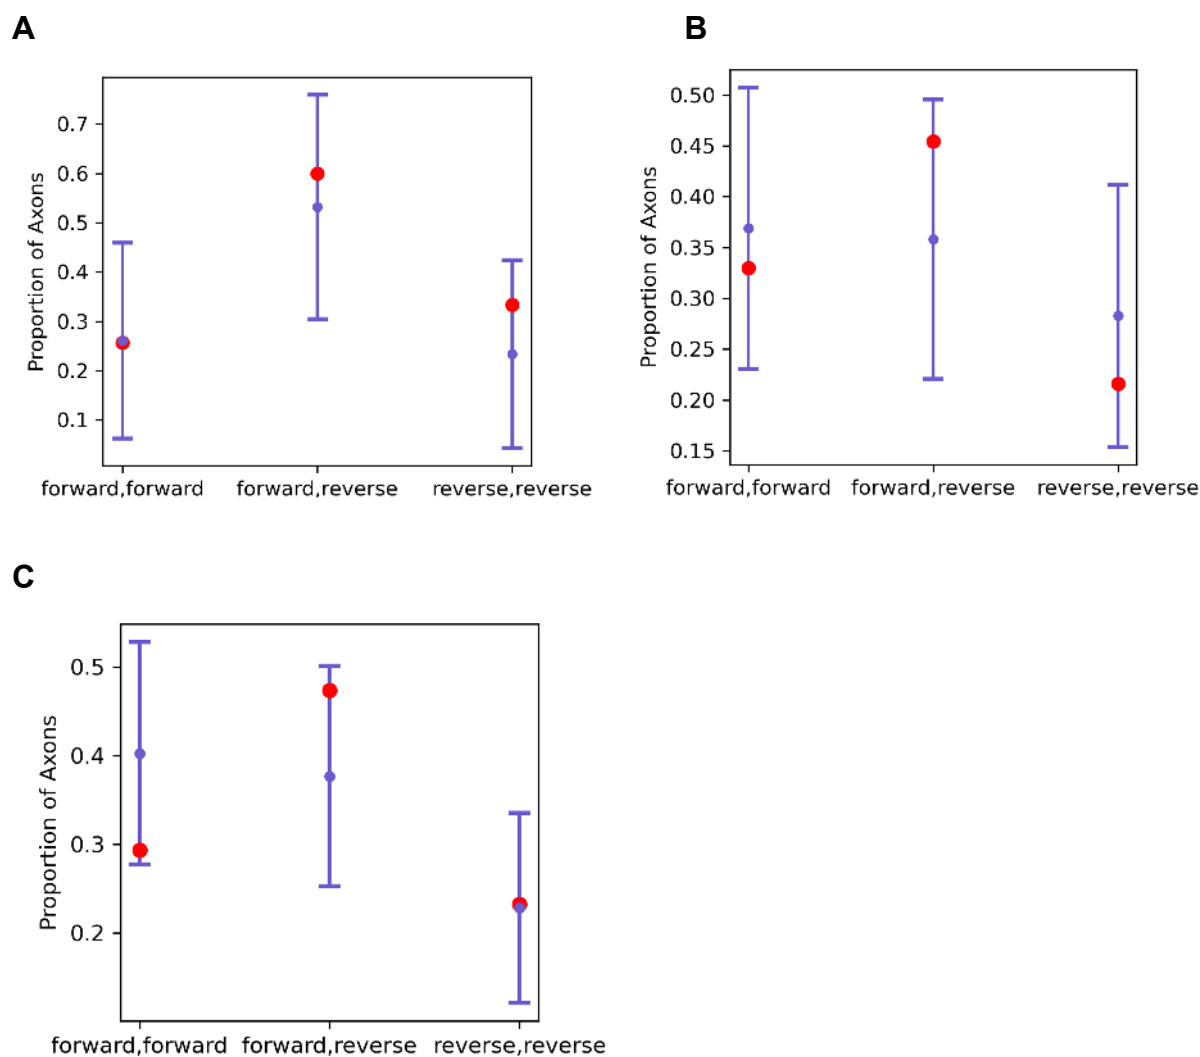 A
Proportion of Axons
0.7
0.6
0.5
0.4
0.3
0.2
0.1
forward,forward forward,reverse reverse,reverse
B
Proportion of Axons
0.50
0.45
0.40
0.35
0.30
0.25
0.20
0.15
forward,forward forward,reverse reverse,reverse
C
Proportion of Axons
0.5
0.4
0.3
0.2
forward,forward forward,reverse reverse,reverse